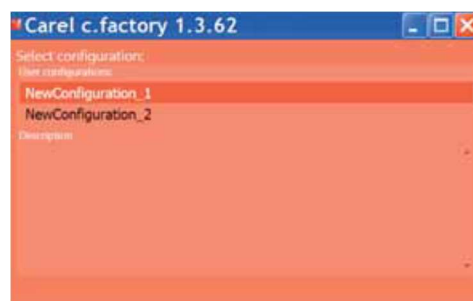 Carel c.factory 1.3.62
Select configuration:
User configurations:
NewConfiguration_1
NewConfiguration_2
Description